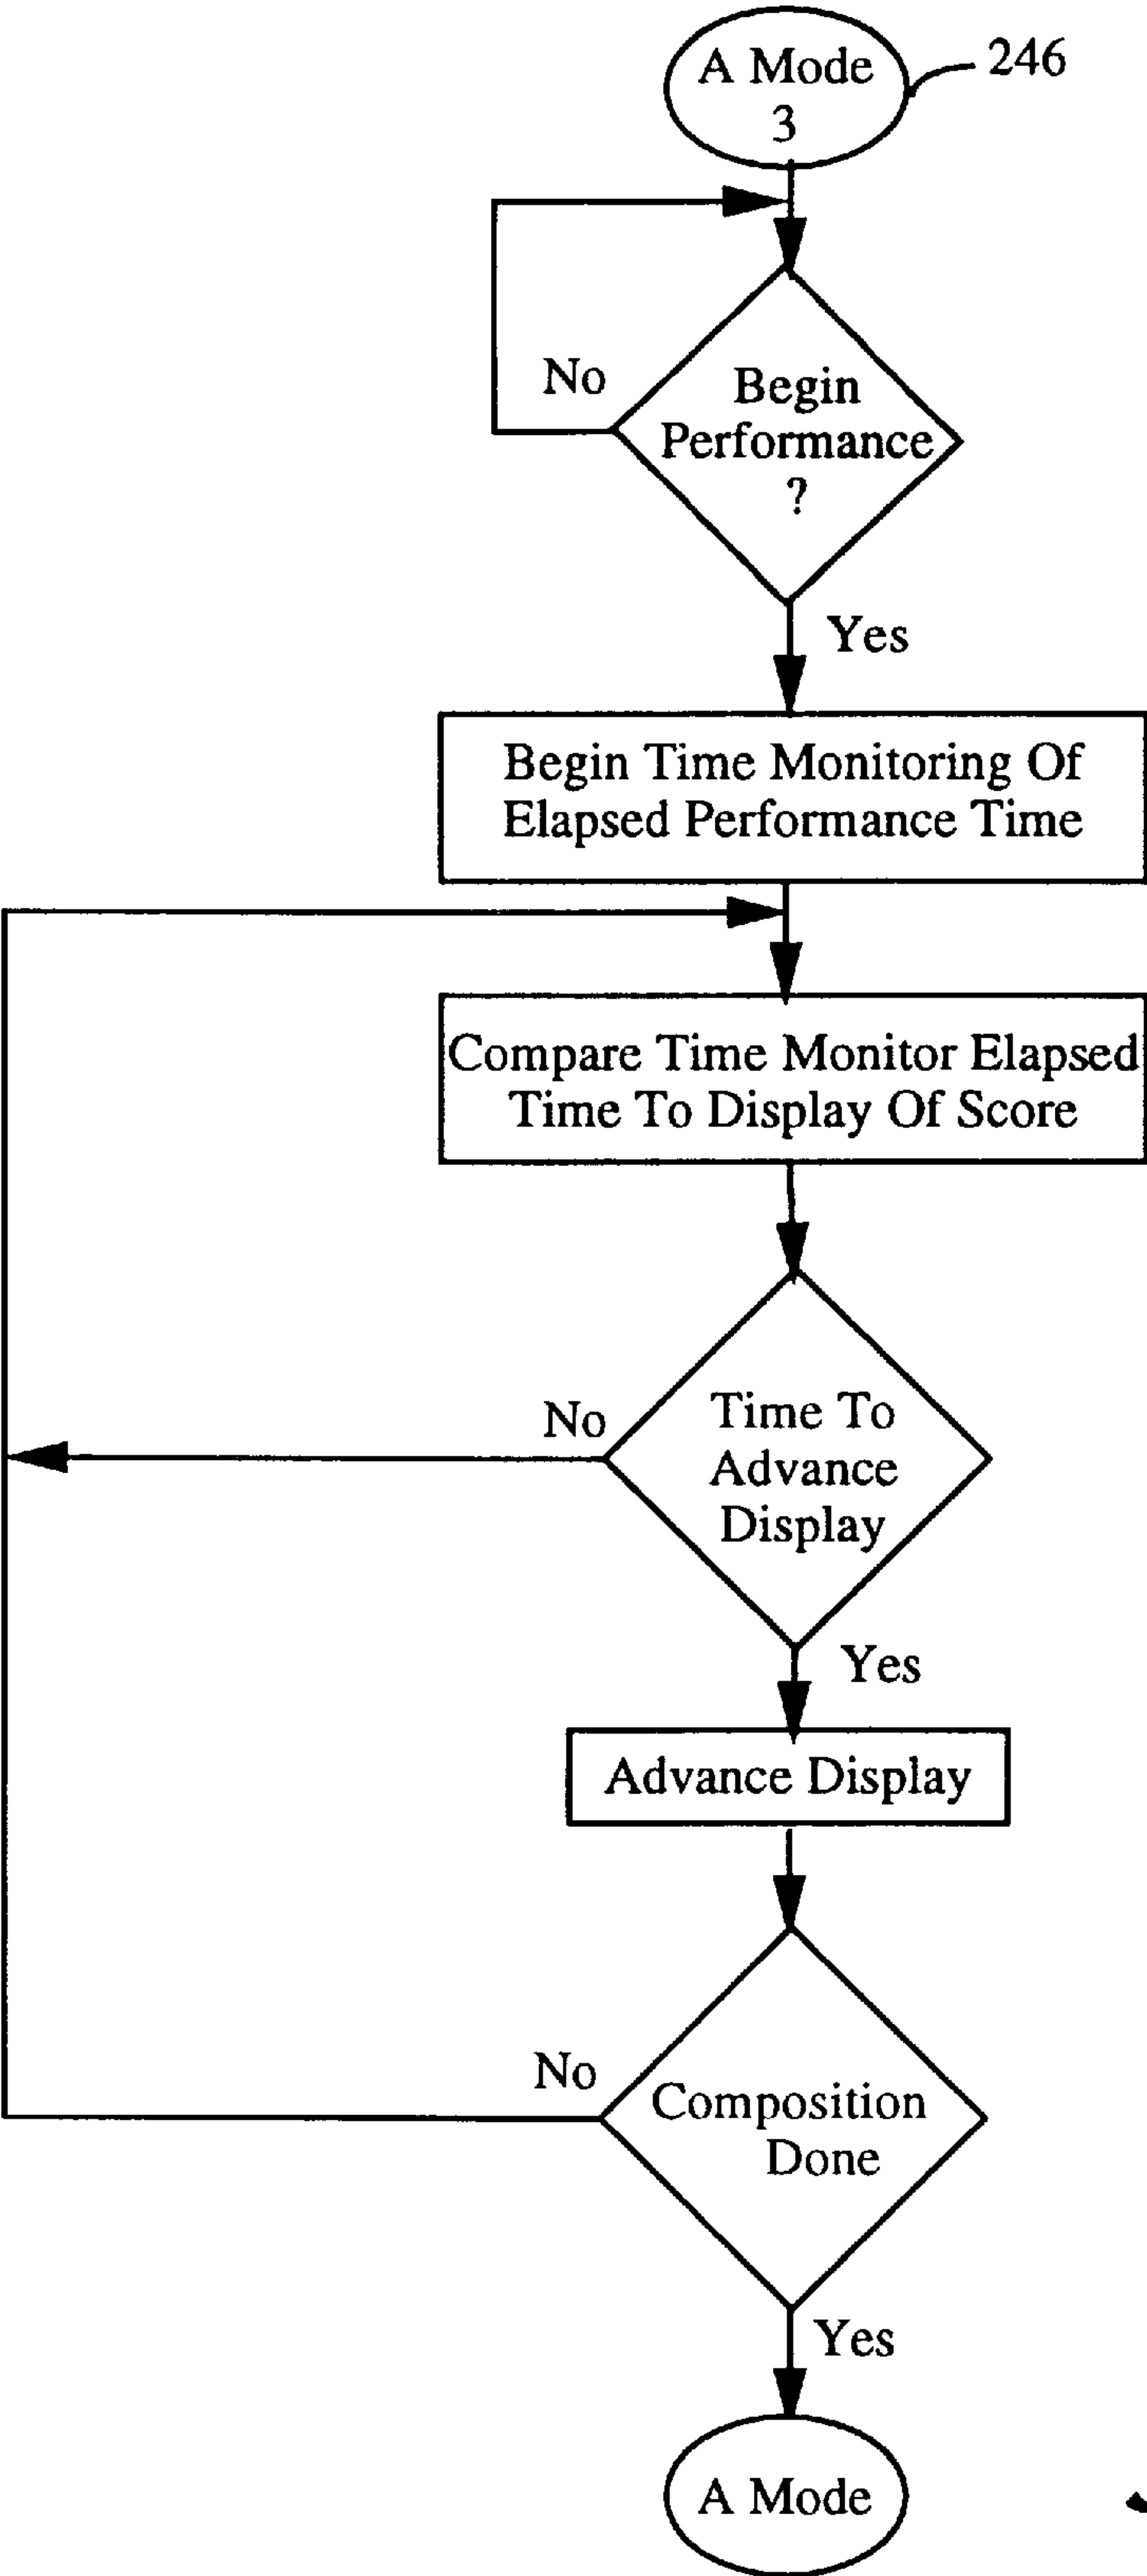 A Mode
3
246
No
Begin
Performance
?
Yes
Begin Time Monitoring Of
Elapsed Performance Time
Compare Time Monitor Elapsed
Time To Display Of Score
No
Time To
Advance
Display
Yes
Advance Display
No
Composition
Done
Yes
A Mode